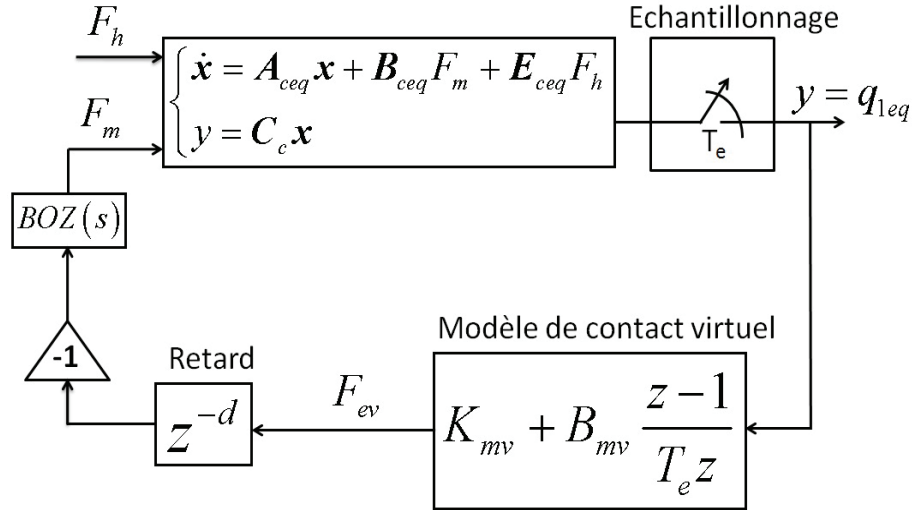 F_h
ẋ = A_ceq x + B_ceq F_m + E_ceq F_h
y = C_c x
Echantillonnage
T_e
y = q_1eq
F_m
BOZ(s)
-1
Retard
z^{-d}
F_ev
Modèle de contact virtuel
K_mv + B_mv \frac{z-1}{T_e z}